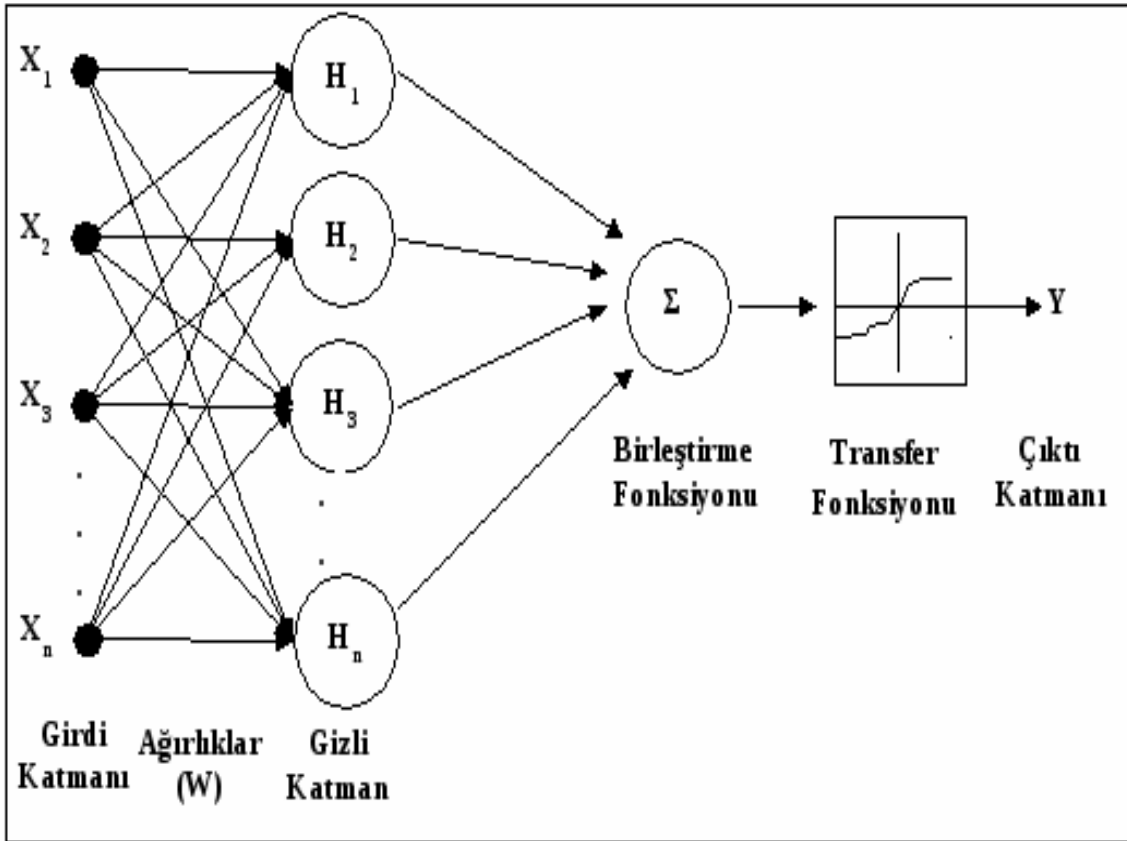 X1
H1
X2
H2
Σ
Y
X3
H3
Birleştirme
Fonksiyonu
Transfer
Fonksiyonu
Çıktı
Katmanı
Xn
Hn
Girdi
Katmanı
Ağırlıklar
(W)
Gizli
Katman